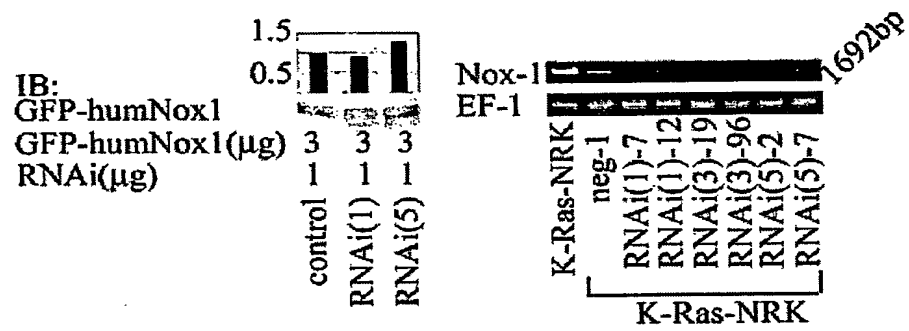 1.5
0.5
IB:
GFP-humNox1
GFP-humNox1(μg) 3 3 3
RNAi(μg) 1 1 1
control
RNAi(1)
RNAi(5)
Nox-1
1692bp
EF-1
K-Ras-NRK
neg-1
RNAi(1)-7
RNAi(1)-12
RNAi(3)-19
RNAi(3)-96
RNAi(5)-2
RNAi(5)-7
K-Ras-NRK